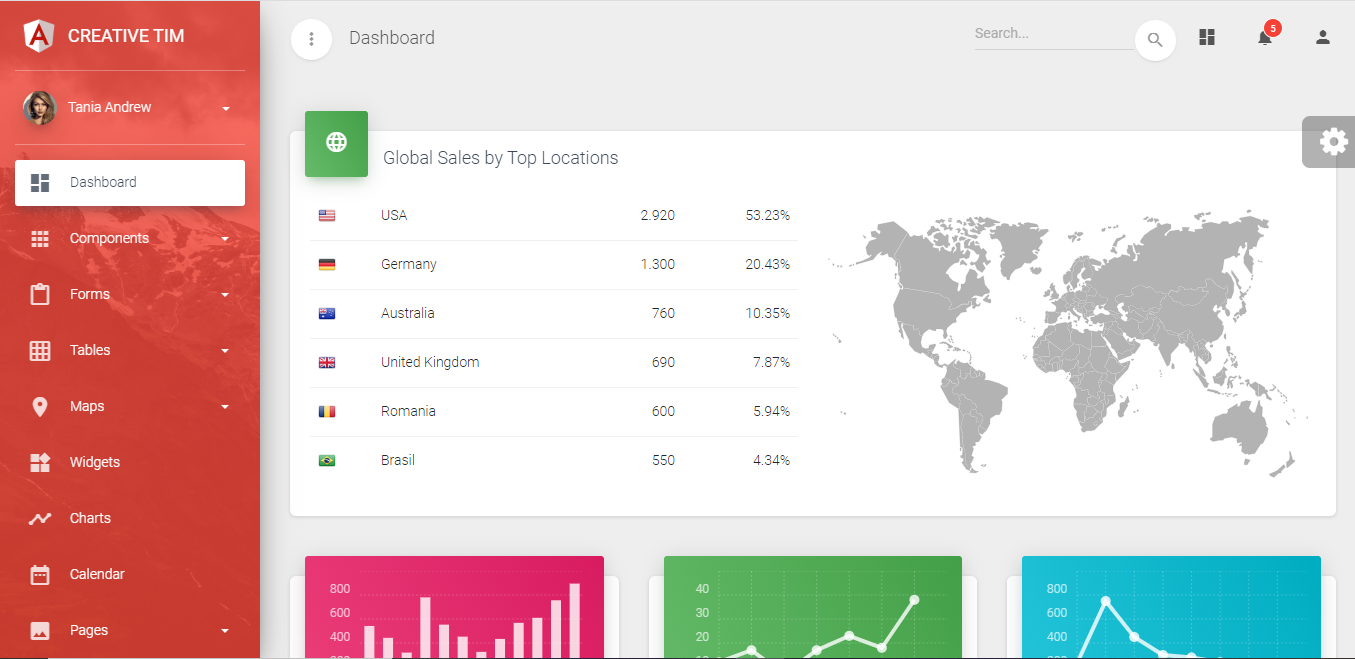 CREATIVE TIM
Tania Andrew
Dashboard
Components
Forms
Tables
Maps
Widgets
Charts
Calendar
Pages
Dashboard
Search...
5
Global Sales by Top Locations
USA 2.920 53.23%
Germany 1.300 20.43%
Australia 760 10.35%
United Kingdom 690 7.87%
Romania 600 5.94%
Brasil 550 4.34%
800
600
400
40
30
20
800
600
400